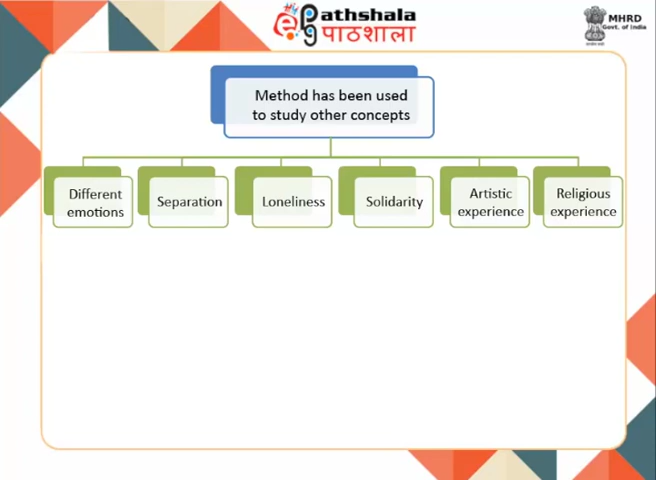 ePathshala
पाठशाला
MHRD
Govt. of India
Method has been used
to study other concepts
Different
emotions
Separation
Loneliness
Solidarity
Artistic
experience
Religious
experience